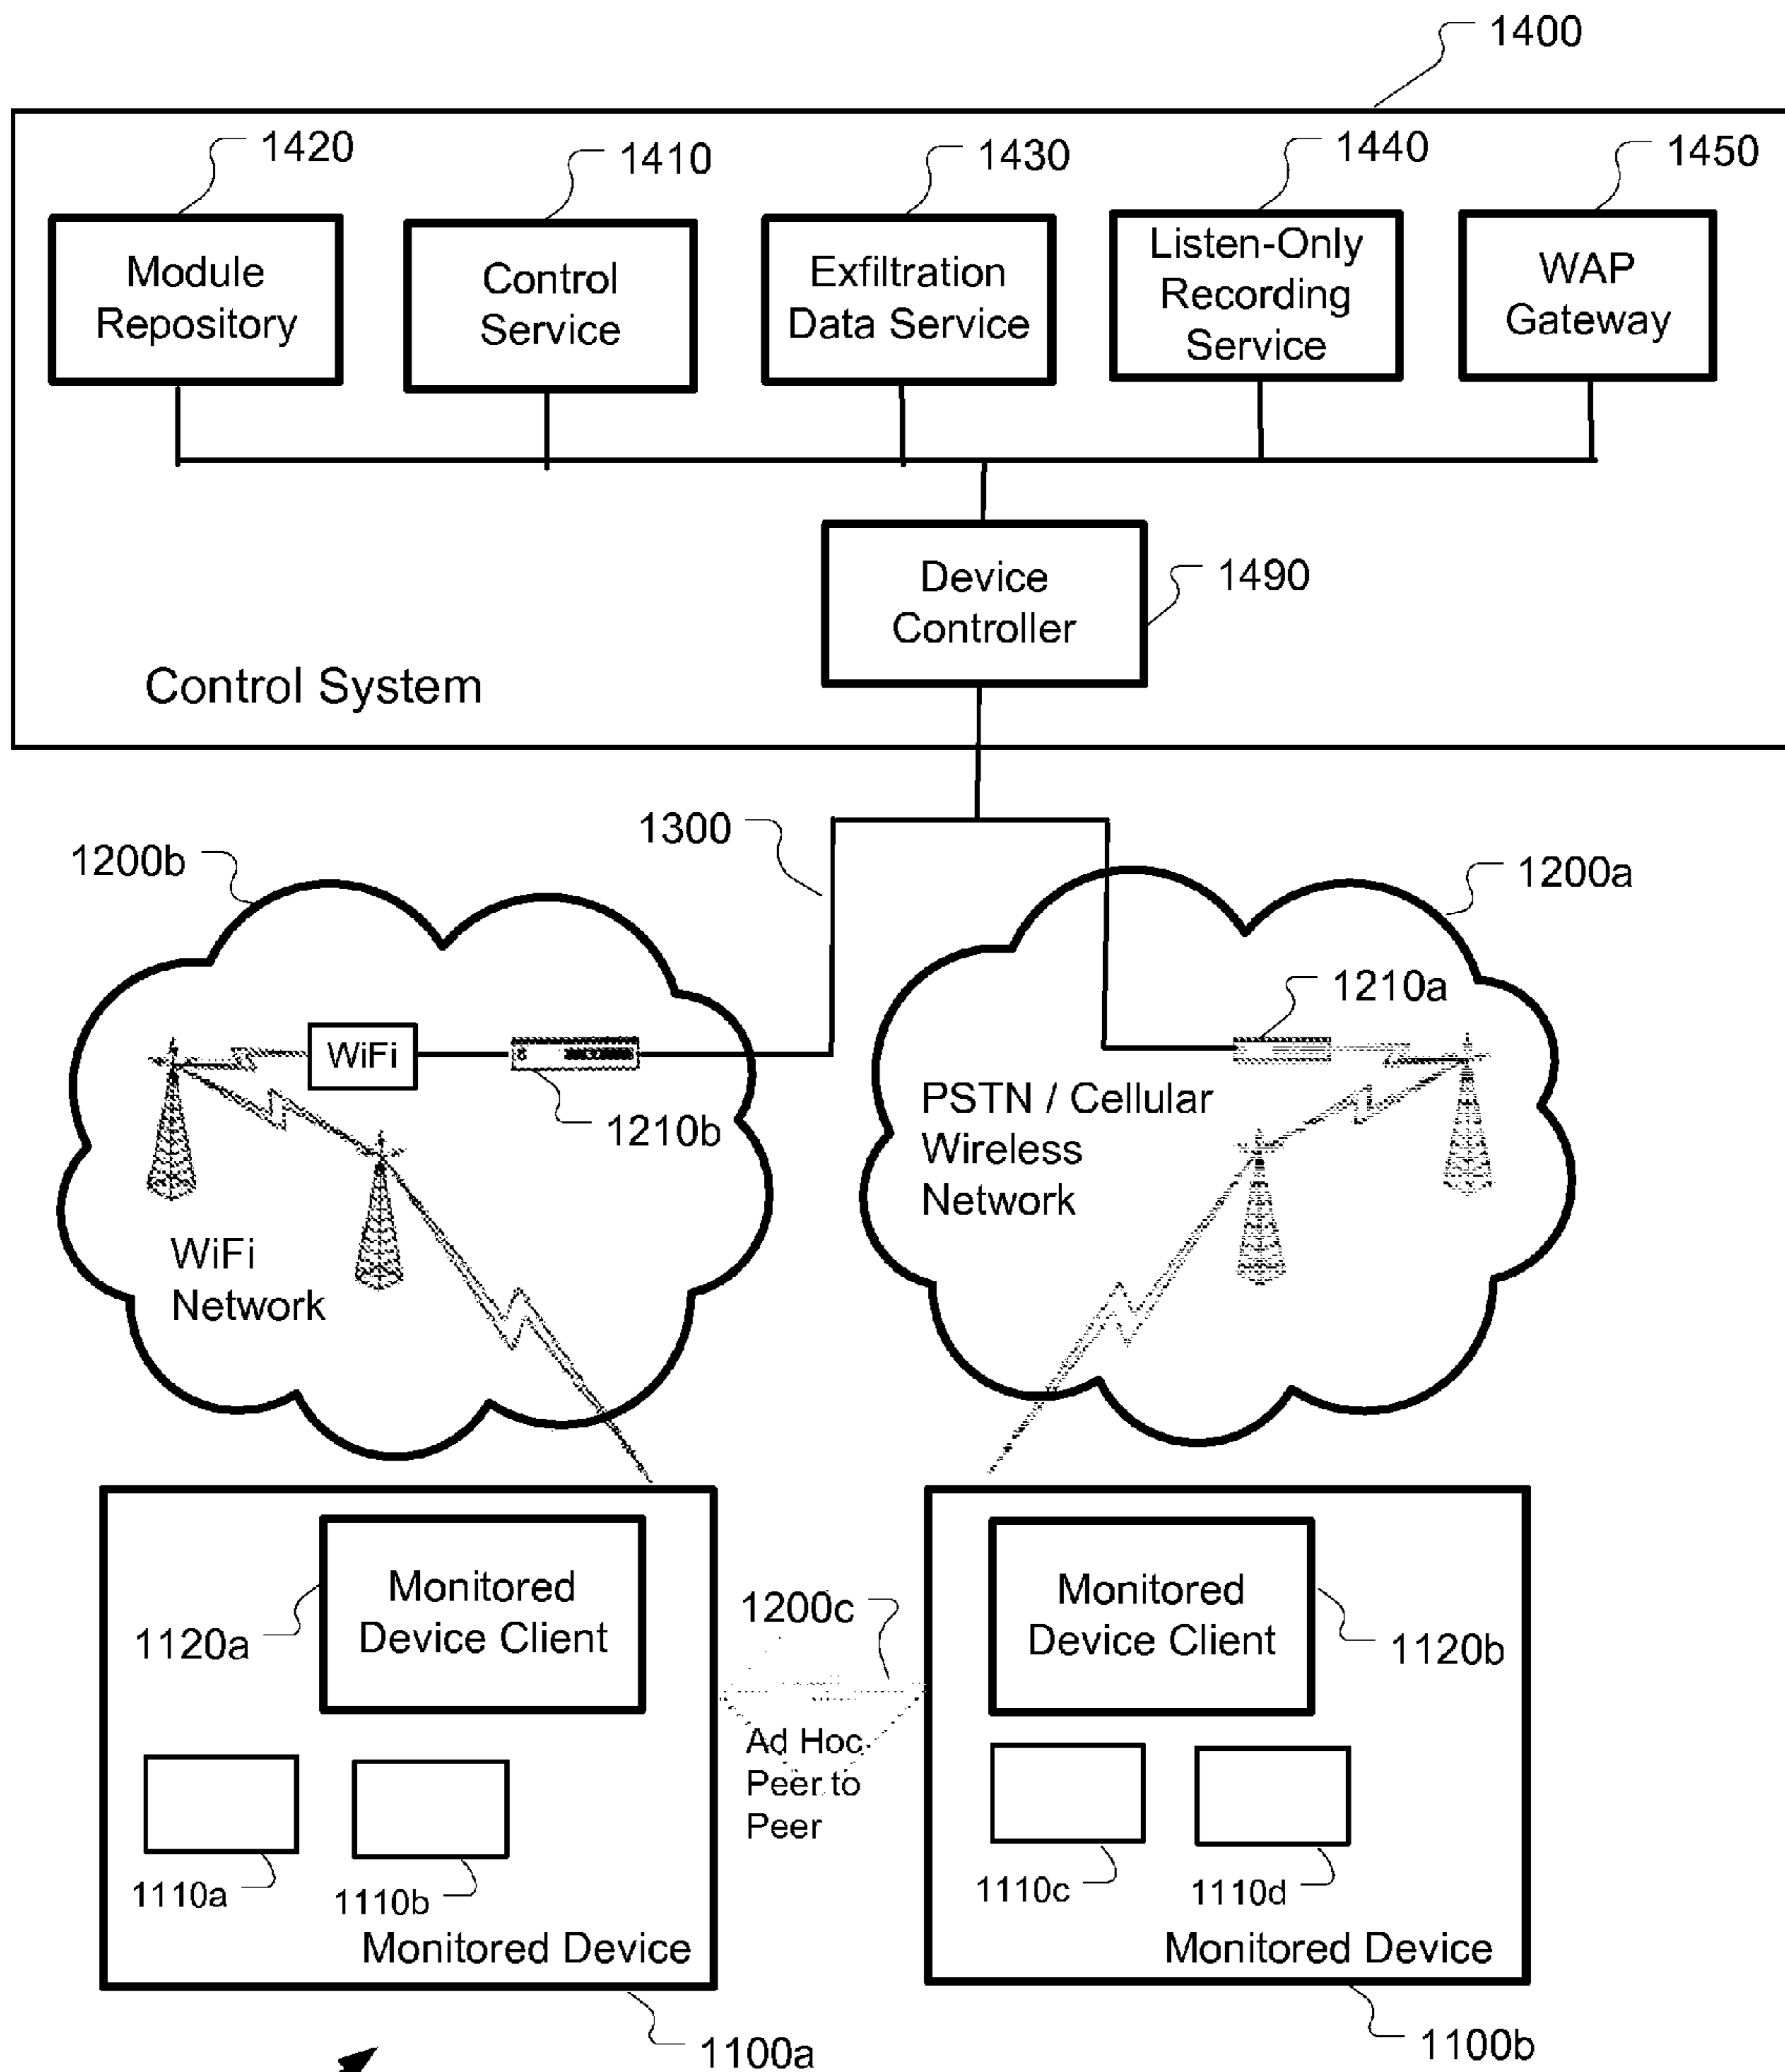 1400
1420
1410
1430
1440
1450
Module
Repository
Control
Service
Exfiltration
Data Service
Listen-Only
Recording
Service
WAP
Gateway
Device
Controller
1490
Control System
1300
1200b
1200a
1210a
WiFi
1210b
PSTN / Cellular
Wireless
Network
WiFi
Network
Monitored
Device Client
1120a
1200c
Monitored
Device Client
1120b
Ad Hoc
Peer to
Peer
1110a
1110b
1110c
1110d
Monitored Device
Monitored Device
1100a
1100b